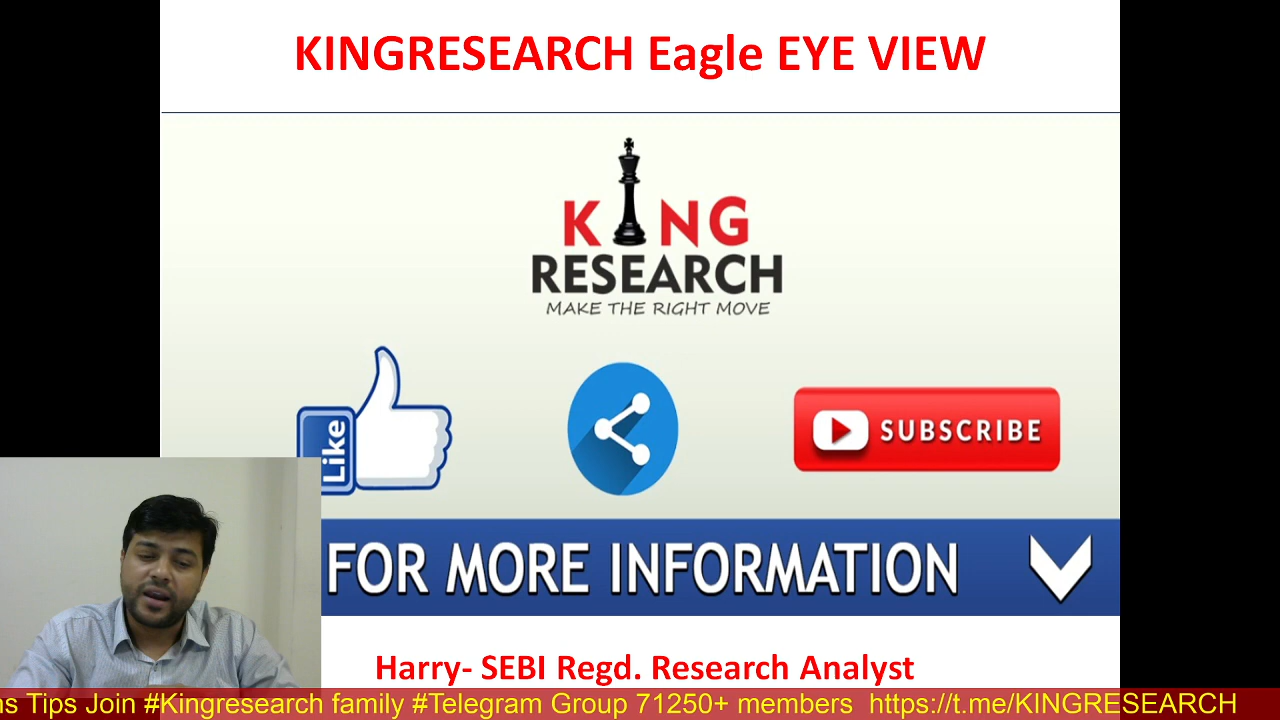 KINGRESEARCH Eagle EYE VIEW
KING
RESEARCH
MAKE THE RIGHT MOVE
Like
SUBSCRIBE
FOR MORE INFORMATION
Harry- SEBI Regd. Research Analyst
Tips Join #Kingresearch family #Telegram Group 71250+ members https://t.me/KINGRESEARCH